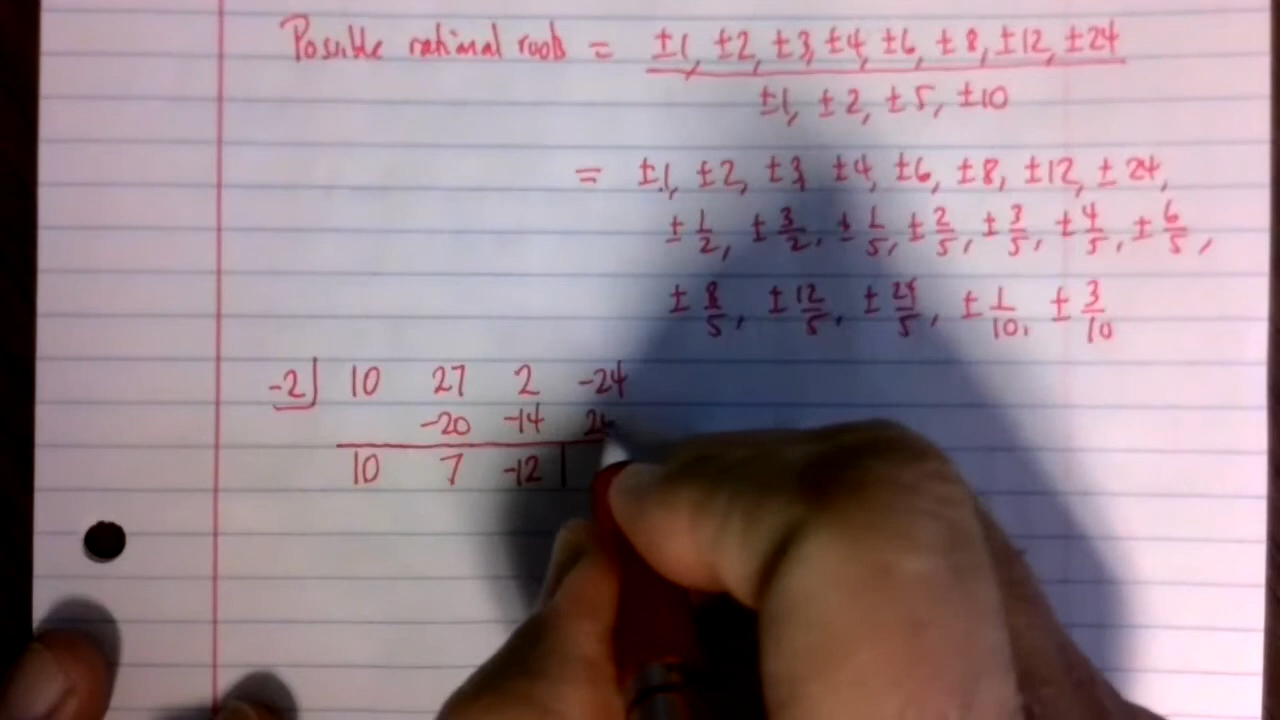 Possible rational roots = ±1, ±2, ±3, ±4, ±6, ±8, ±12, ±24
±1, ±2, ±5, ±10
= ±1, ±2, ±3, ±4, ±6, ±8, ±12, ±24,
±1/2, ±3/2, ±1/5, ±2/5, ±3/5, ±4/5, ±6/5,
±8/5, ±12/5, ±24/5, ±1/10, ±3/10
-2 | 10 27 2 -24
-20 -14 24
10 7 -12 |